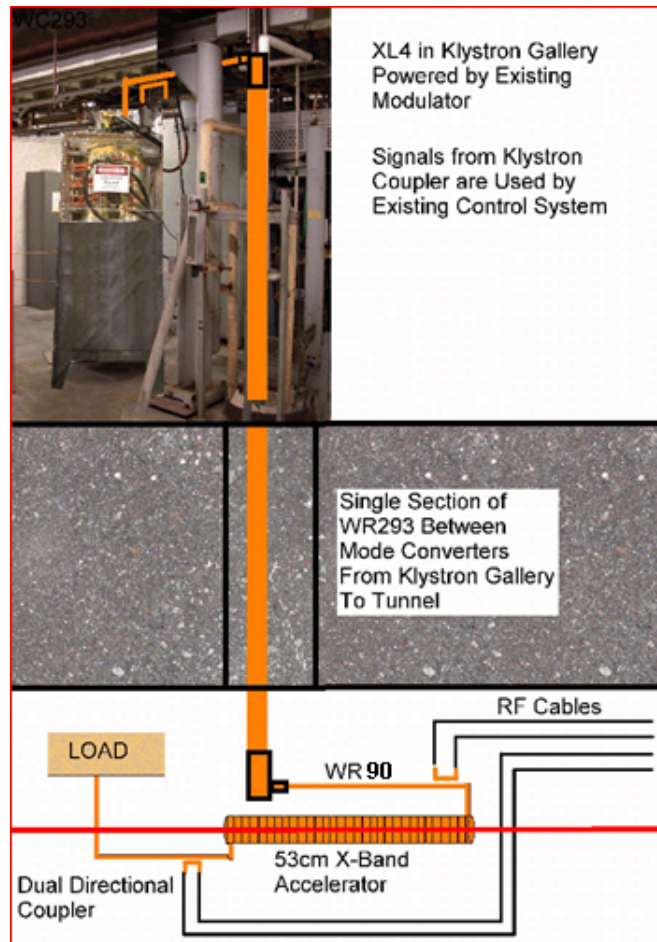 WC293
XL4 in Klystron Gallery
Powered by Existing
Modulator
Signals from Klystron
Coupler are Used by
Existing Control System
Single Section of
WR293 Between
Mode Converters
From Klystron Gallery
To Tunnel
RF Cables
LOAD
WR 90
53cm X-Band
Accelerator
Dual Directional
Coupler